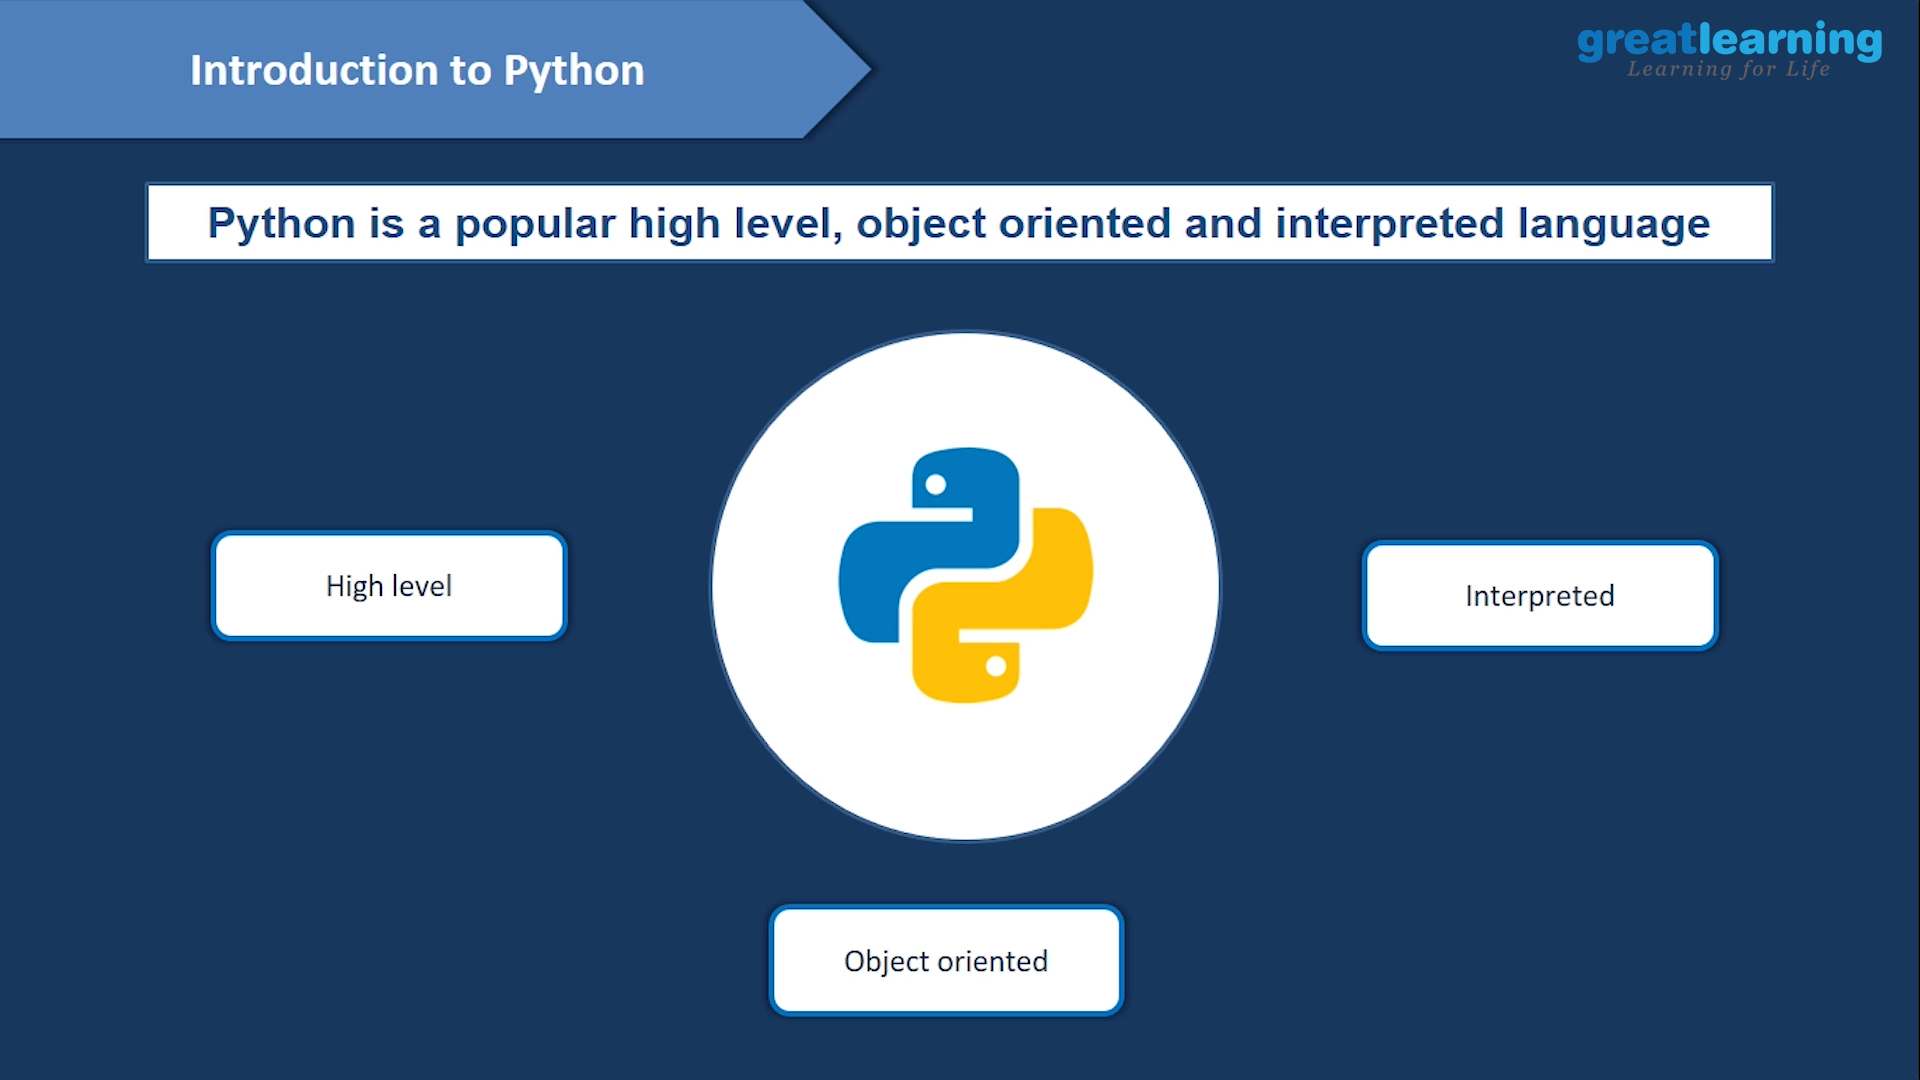 Introduction to Python
greatlearning
Learning for Life
Python is a popular high level, object oriented and interpreted language
High level
Interpreted
Object oriented